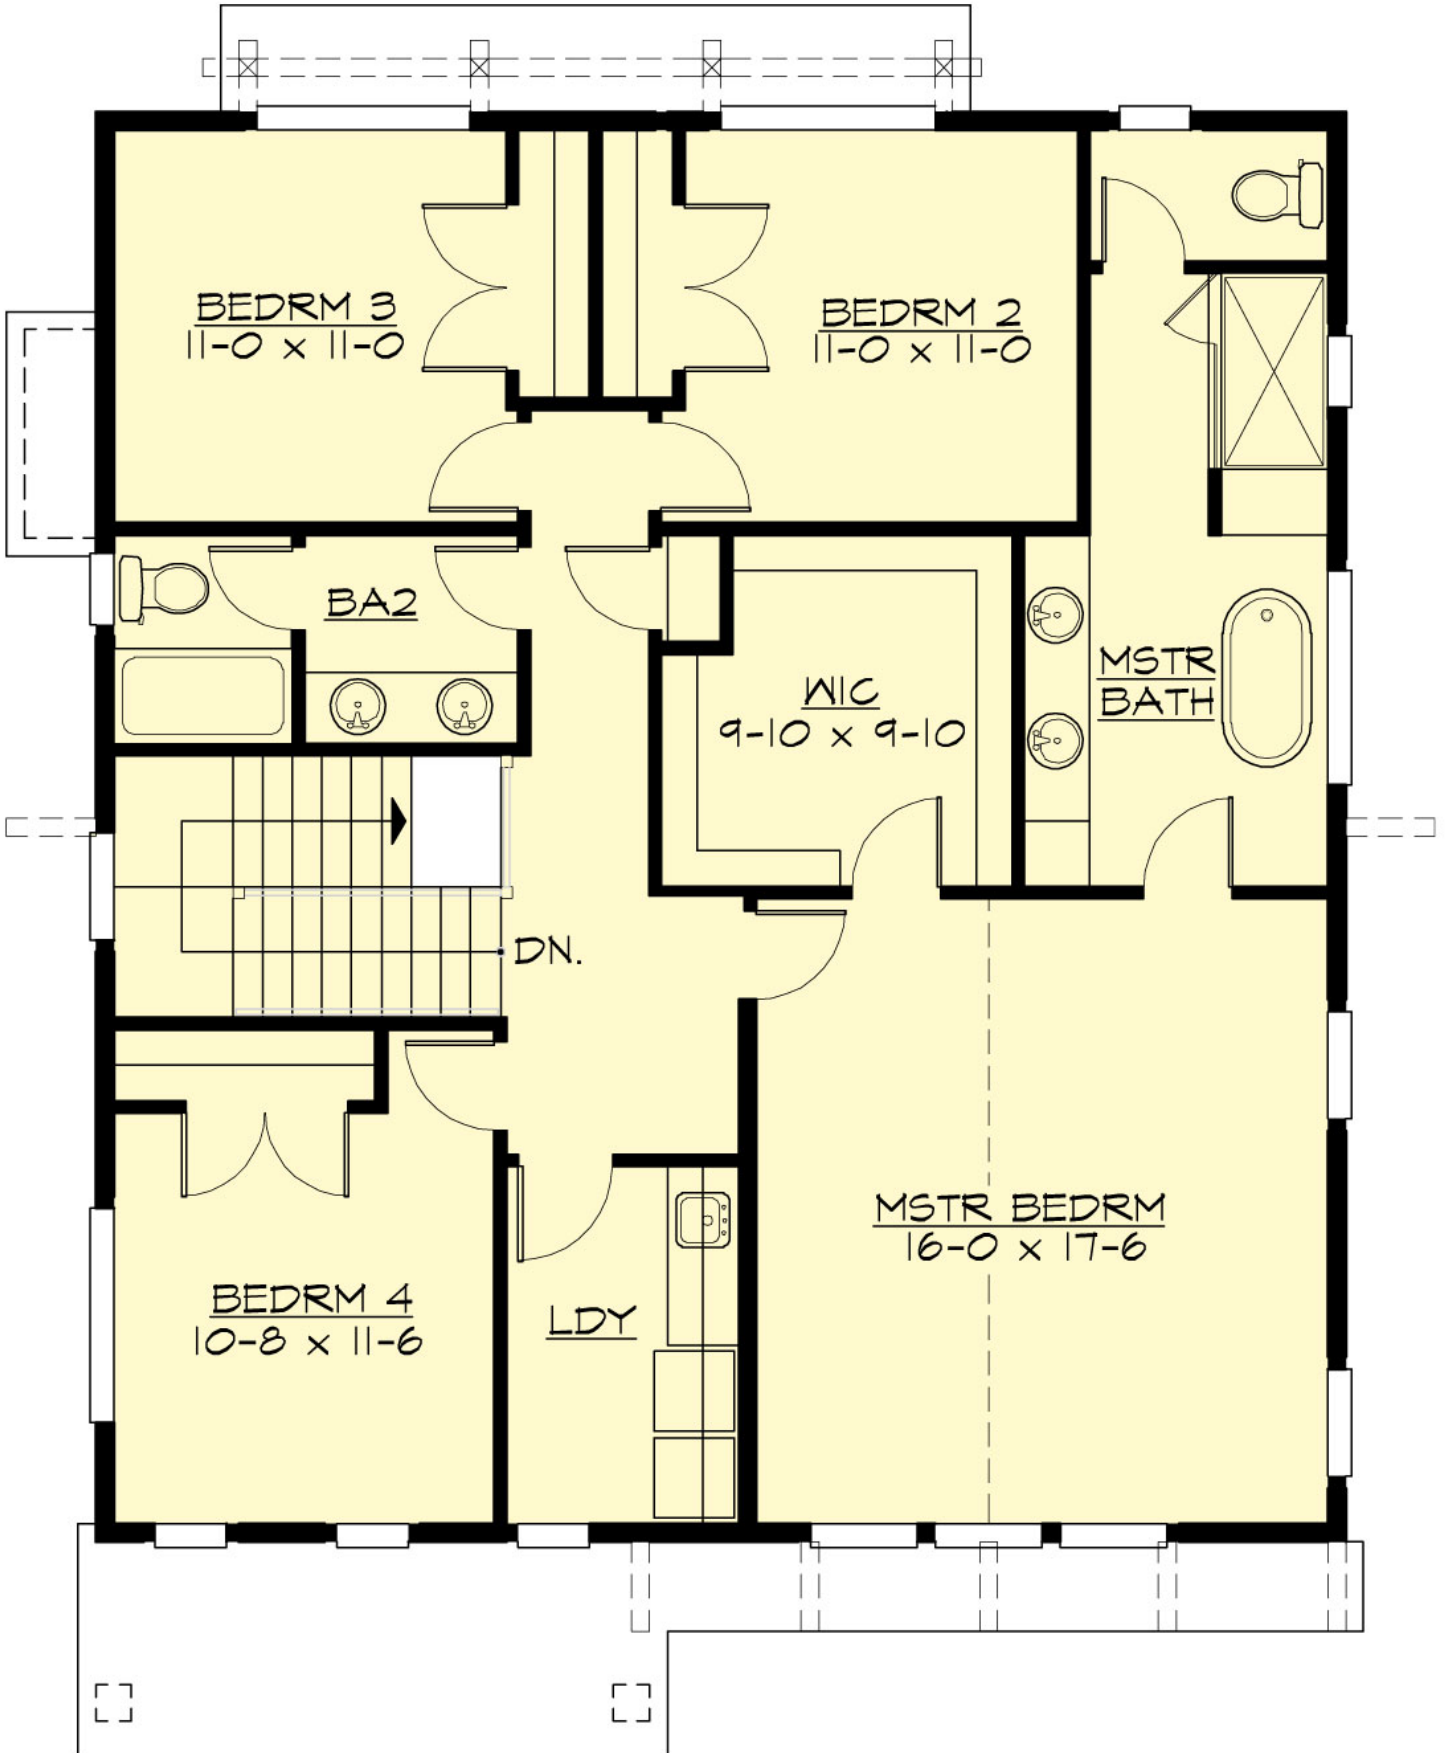 BEDRM 3
11-0 x 11-0
BEDRM 2
11-0 x 11-0
BA2
MSTR
BATH
WIC
9-10 x 9-10
DN.
MSTR BEDRM
16-0 x 17-6
BEDRM 4
10-8 x 11-6
LDY